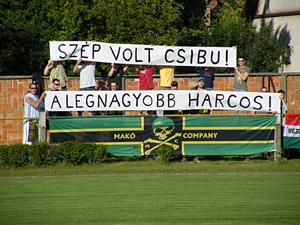 SZÉP VOLT CSIBU!
A LEGNAGYOBB HARCOS!
MAKÓ COMPANY
M C